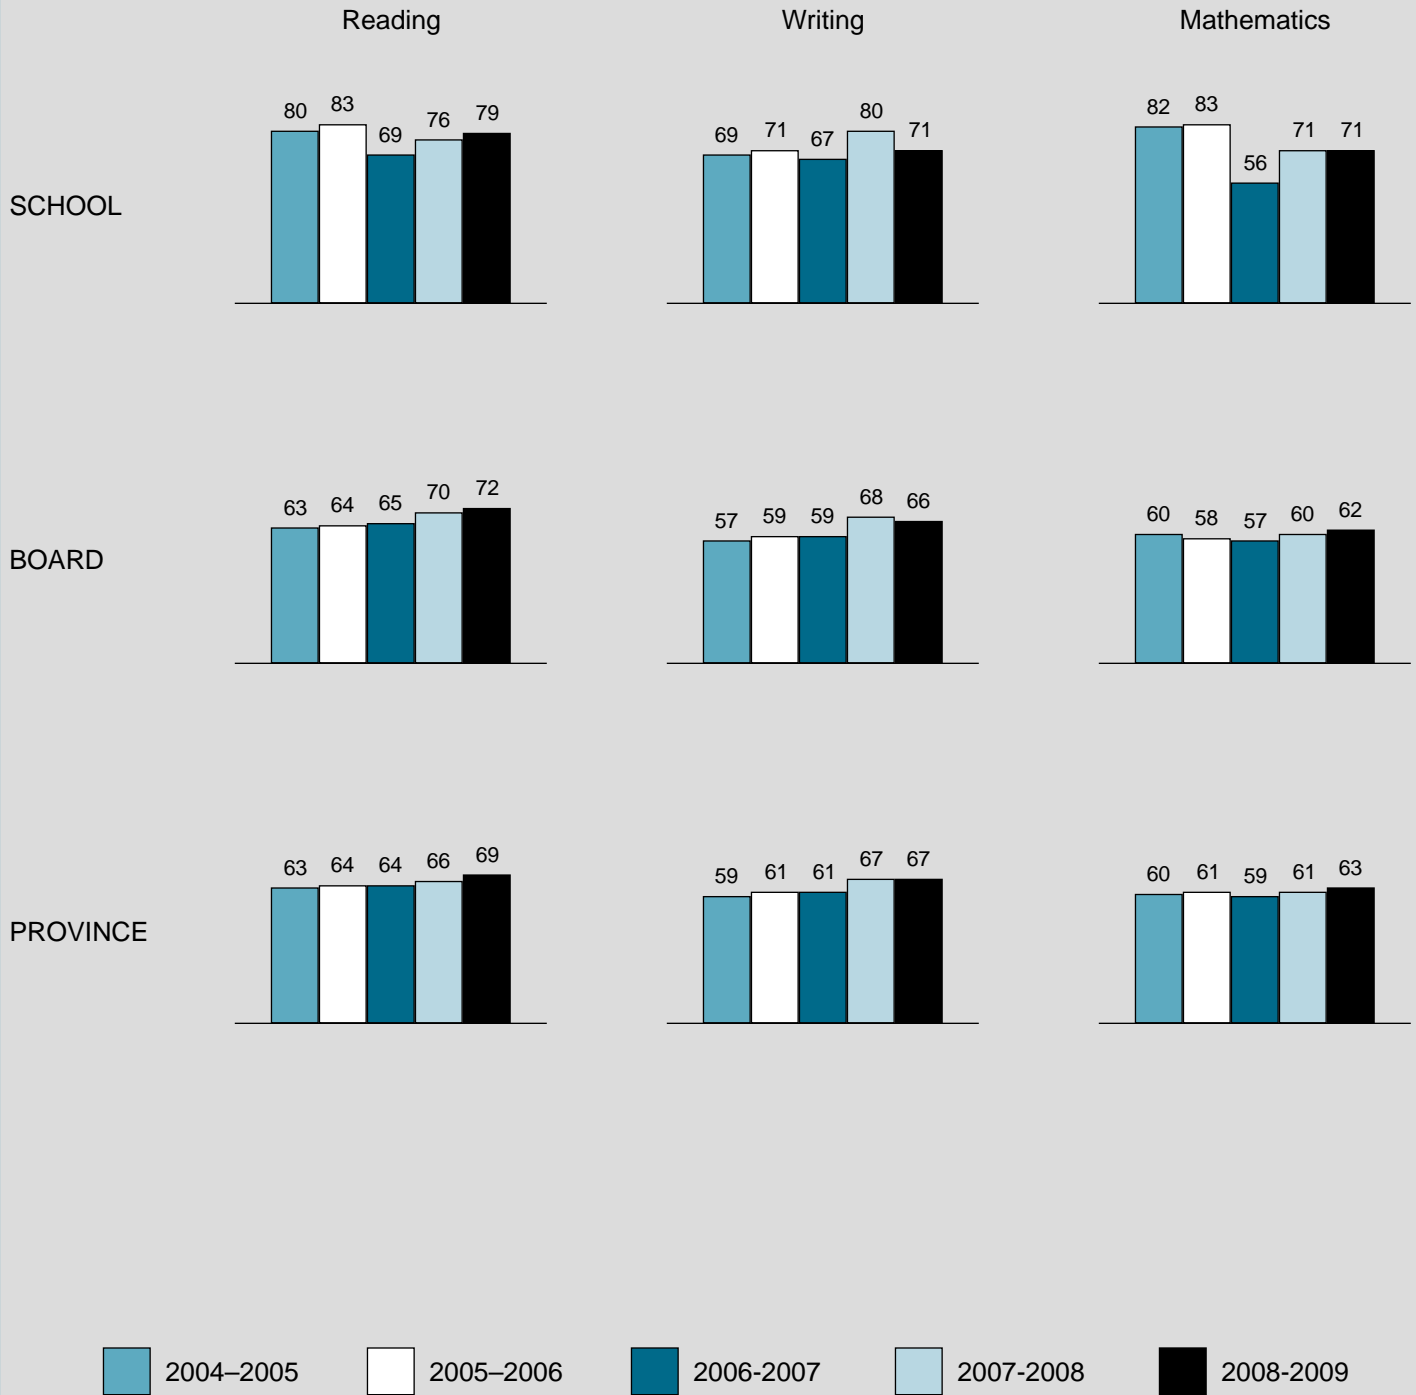 Reading Writing Mathematics
SCHOOL
80 83 69 76 79
69 71 67 80 71
82 83 56 71 71
BOARD
63 64 65 70 72
57 59 59 68 66
60 58 57 60 62
PROVINCE
63 64 64 66 69
59 61 61 67 67
60 61 59 61 63
2004–2005 2005–2006 2006-2007 2007-2008 2008-2009